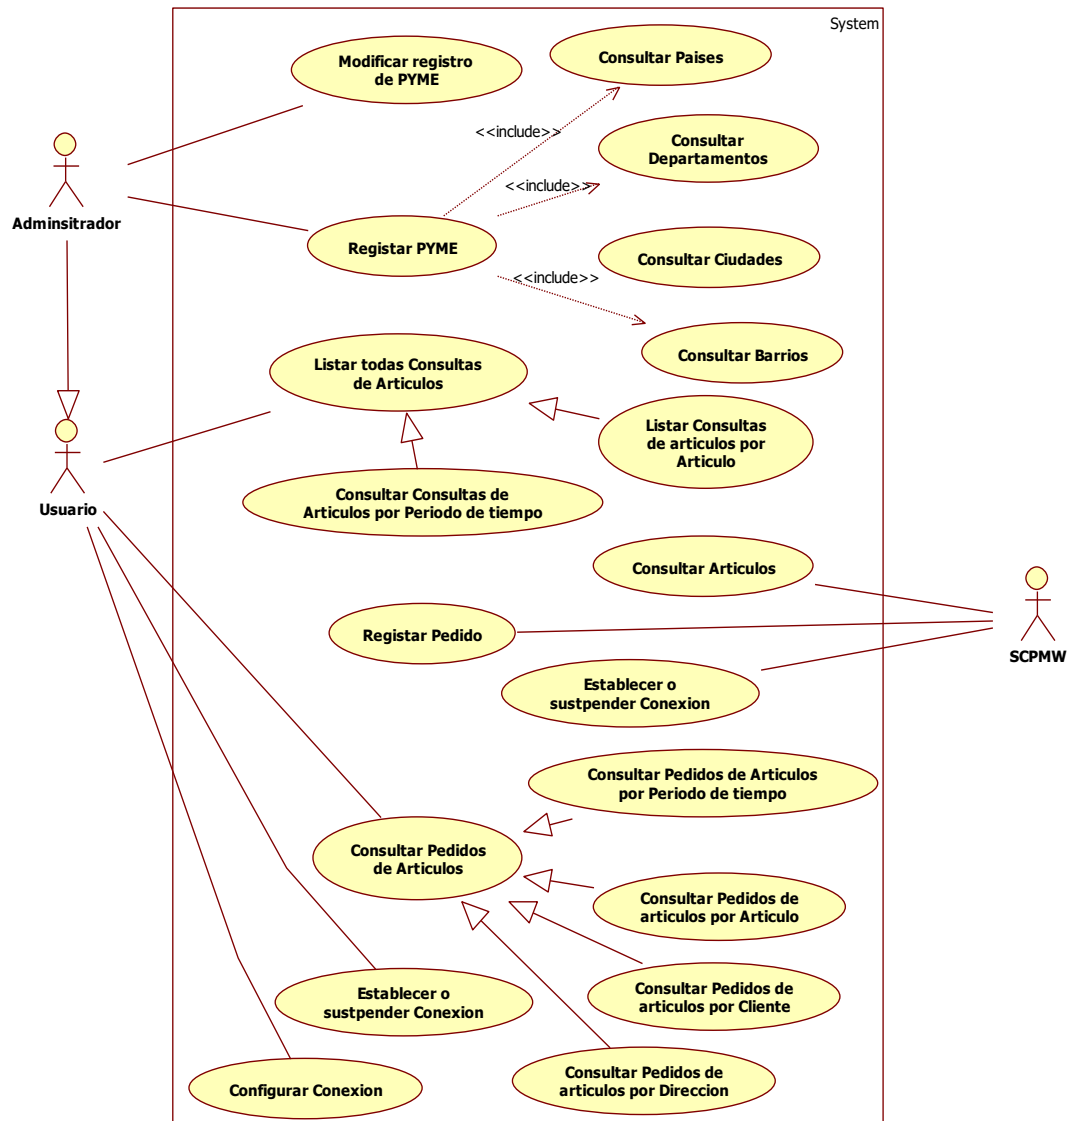 System
Modificar registro
de PYME
Consultar Paises
<<include>>
Consultar
Departamentos
<<include>>
Adminsitrador
Registar PYME
Consultar Ciudades
<<include>>
Consultar Barrios
Listar todas Consultas
de Articulos
Listar Consultas
de articulos por
Articulo
Usuario
Consultar Consultas de
Articulos por Periodo de tiempo
Consultar Articulos
Registar Pedido
SCPMW
Establecer o
sustpender Conexion
Consultar Pedidos de Articulos
por Periodo de tiempo
Consultar Pedidos
de Articulos
Consultar Pedidos de
articulos por Articulo
Consultar Pedidos de
articulos por Cliente
Establecer o
sustpender Conexion
Consultar Pedidos de
articulos por Direccion
Configurar Conexion